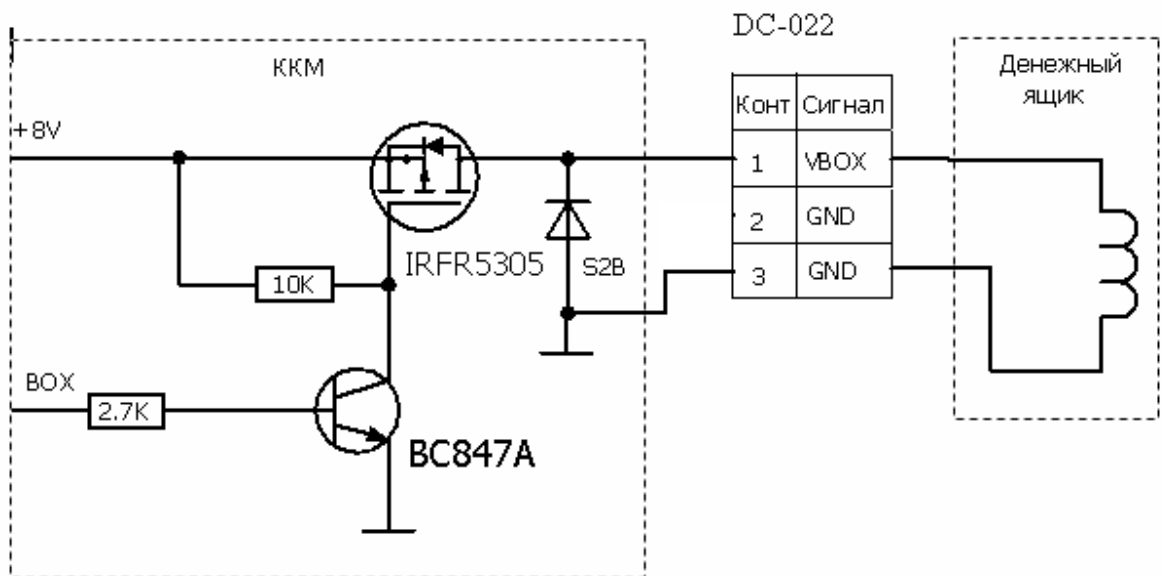 DC-022
ККМ
Денежный
ящик
Конт Сигнал
+8V
1 VBOX
2 GND
IRFR5305
S2B
3 GND
10K
BOX
2.7K
BC847A